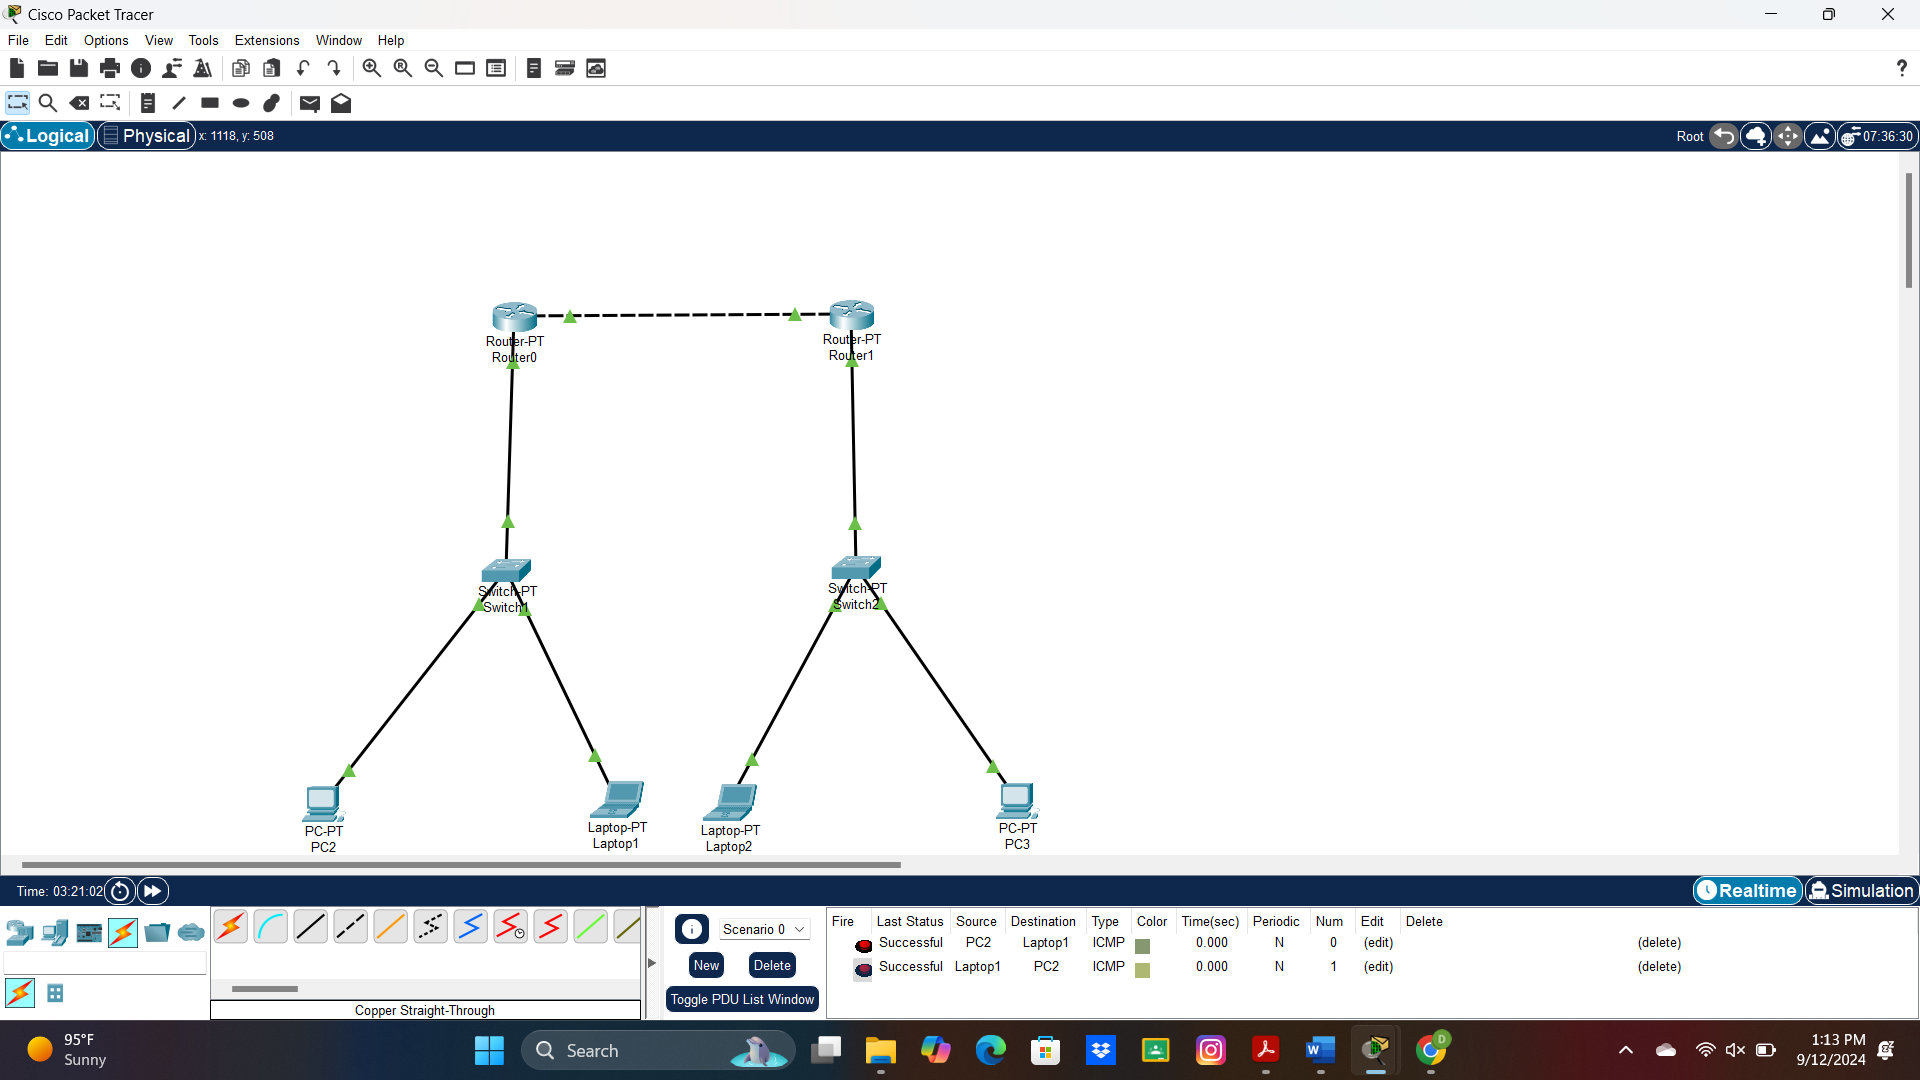 Cisco Packet Tracer
File Edit Options View Tools Extensions Window Help
Logical Physical x: 1118, y: 508 Root 07:36:30
Router-PT
Router0
Router-PT
Router1
Switch-PT
Switch1
Switch-PT
Switch2
PC-PT
PC2
Laptop-PT
Laptop1
Laptop-PT
Laptop2
PC-PT
PC3
Time: 03:21:02 Realtime Simulation
Scenario 0
New Delete
Toggle PDU List Window
Copper Straight-Through
Fire Last Status Source Destination Type Color Time(sec) Periodic Num Edit Delete
Successful PC2 Laptop1 ICMP 0.000 N 0 (edit) (delete)
Successful Laptop1 PC2 ICMP 0.000 N 1 (edit) (delete)
95°F
Sunny
Search
D
1:13 PM
9/12/2024